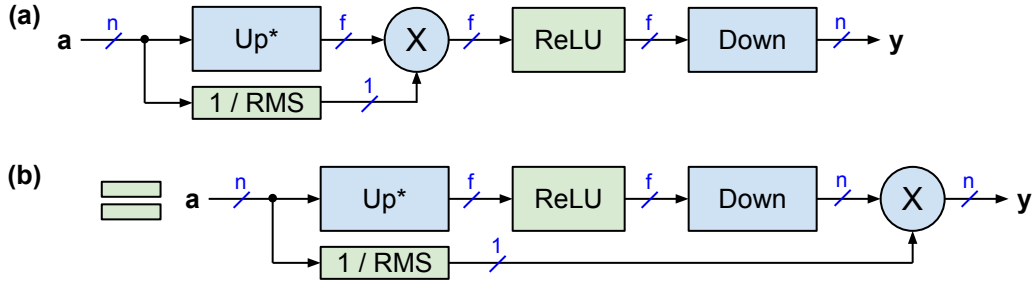 (a)
n f f f n
a Up* X ReLU Down y
1 / RMS 1
(b)
n f f n n
a Up* ReLU Down X y
1 / RMS 1